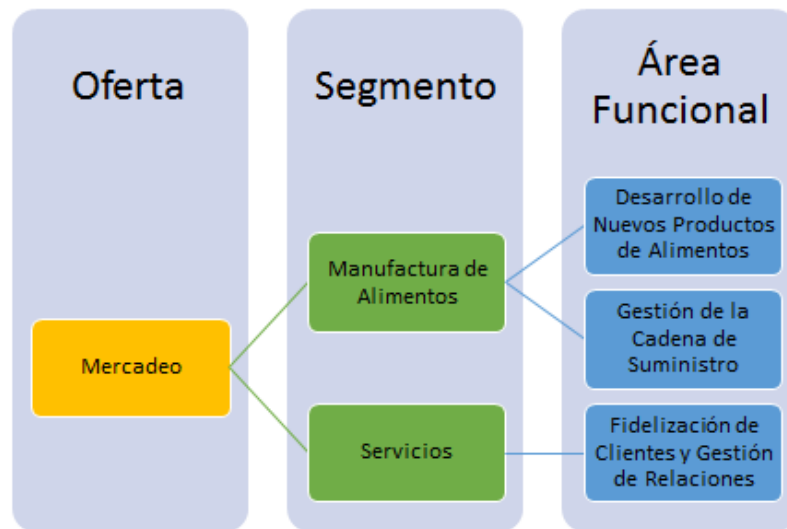 Oferta
Segmento
Área
Funcional
Mercadeo
Manufactura de
Alimentos
Servicios
Desarrollo de
Nuevos Productos
de Alimentos
Gestión de la
Cadena de
Suministro
Fidelización de
Clientes y Gestión
de Relaciones